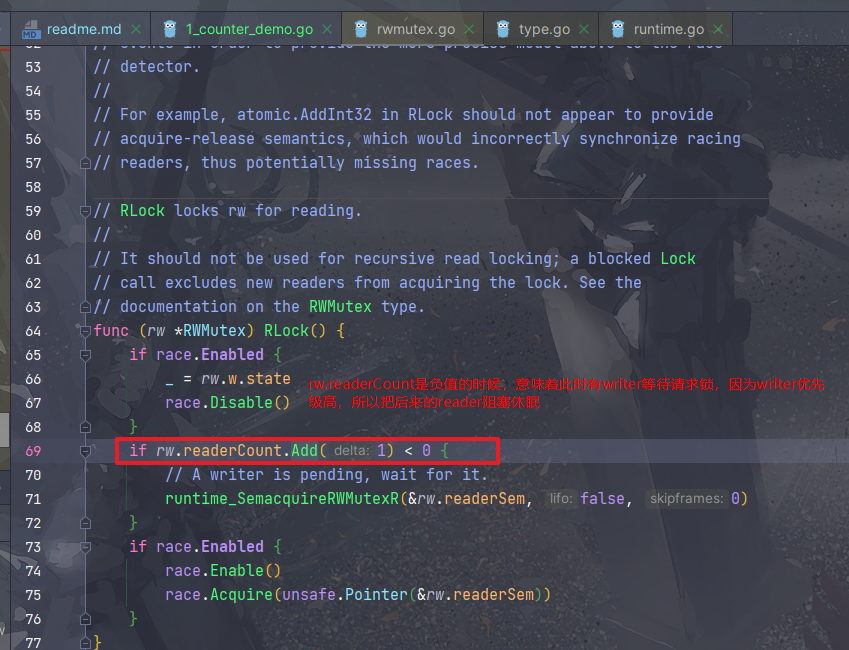 readme.md 1_counter_demo.go rwmutex.go type.go runtime.go
53 // detector.
54 //
55 // For example, atomic.AddInt32 in RLock should not appear to provide
56 // acquire-release semantics, which would incorrectly synchronize racing
57 // readers, thus potentially missing races.
58
59 // RLock locks rw for reading.
60 //
61 // It should not be used for recursive read locking; a blocked Lock
62 // call excludes new readers from acquiring the lock. See the
63 // documentation on the RWMutex type.
64 func (rw *RWMutex) RLock() {
65 if race.Enabled {
66 _ = rw.w.state rw.readerCount是负值的时候，意味着此时有writer等待请求锁，因为writer优先
67 race.Disable() 级高，所以把后来的reader阻塞休眠
68 }
69 if rw.readerCount.Add( delta: 1) < 0 {
70 // A writer is pending, wait for it.
71 runtime_SemacquireRWMutexR(&rw.readerSem, lifo: false, skipframes: 0)
72 }
73 if race.Enabled {
74 race.Enable()
75 race.Acquire(unsafe.Pointer(&rw.readerSem))
76 }
77 }